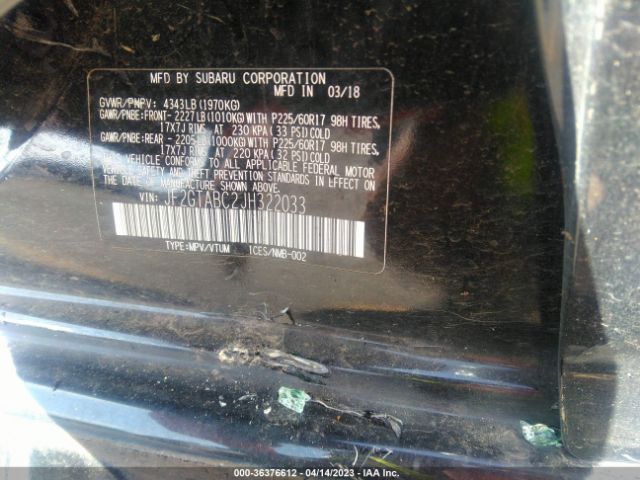 MFD BY SUBARU CORPORATION
MFD IN 03/18
GVWR/PNPV: 4343LB(1970KG)
GAWR/PNBE:FRONT- 2227LB(1010KG)WITH P225/60R17 98H TIRES,
17X7J RIMS AT 230 KPA(33 PSI)COLD
GAWR/PNBE:REAR - 2205LB(1000KG)WITH P225/60R17 98H TIRES,
17X7J RIMS AT 220 KPA(32 PSI)COLD
THIS VEHICLE CONFORMS TO ALL APPLICABLE FEDERAL MOTOR
VEHICLE SAFETY AND THEFT PREVENTION STANDARDS IN EFFECT
ON THE DATE OF MANUFACTURE SHOWN ABOVE.
VIN: JF2GTABC2JH322033
TYPE:MPV/VTUM ICES/NMB-002
000-36376612 - 04/14/2023 - IAA Inc.